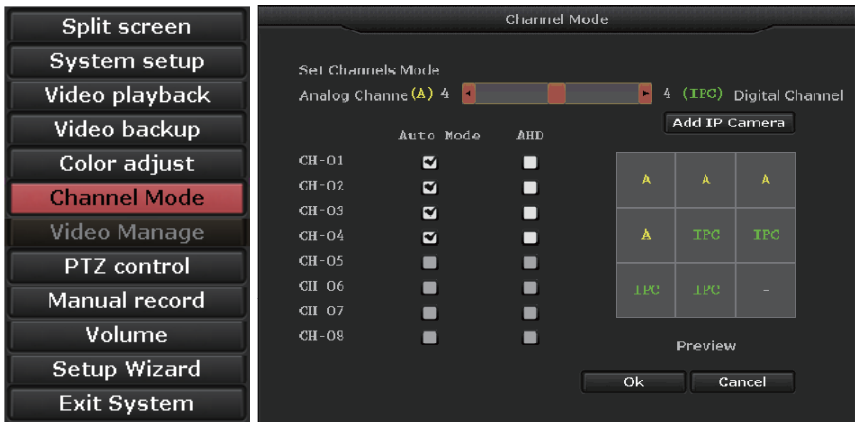 Split screen
System setup
Video playback
Video backup
Color adjust
Channel Mode
Video Manage
PTZ control
Manual record
Volume
Setup Wizard
Exit System
Channel Mode
Set Channels Mode
Analog Channe(A) 4 4 (IPC) Digital Channel
Add IP Camera
Auto Mode AHD
CH-01
CH-02
CH-03
CH-04
CH-05
CH 06
CH 07
CH-08
A A A
A IPC IPC
IPC IPC -
Preview
Ok Cancel